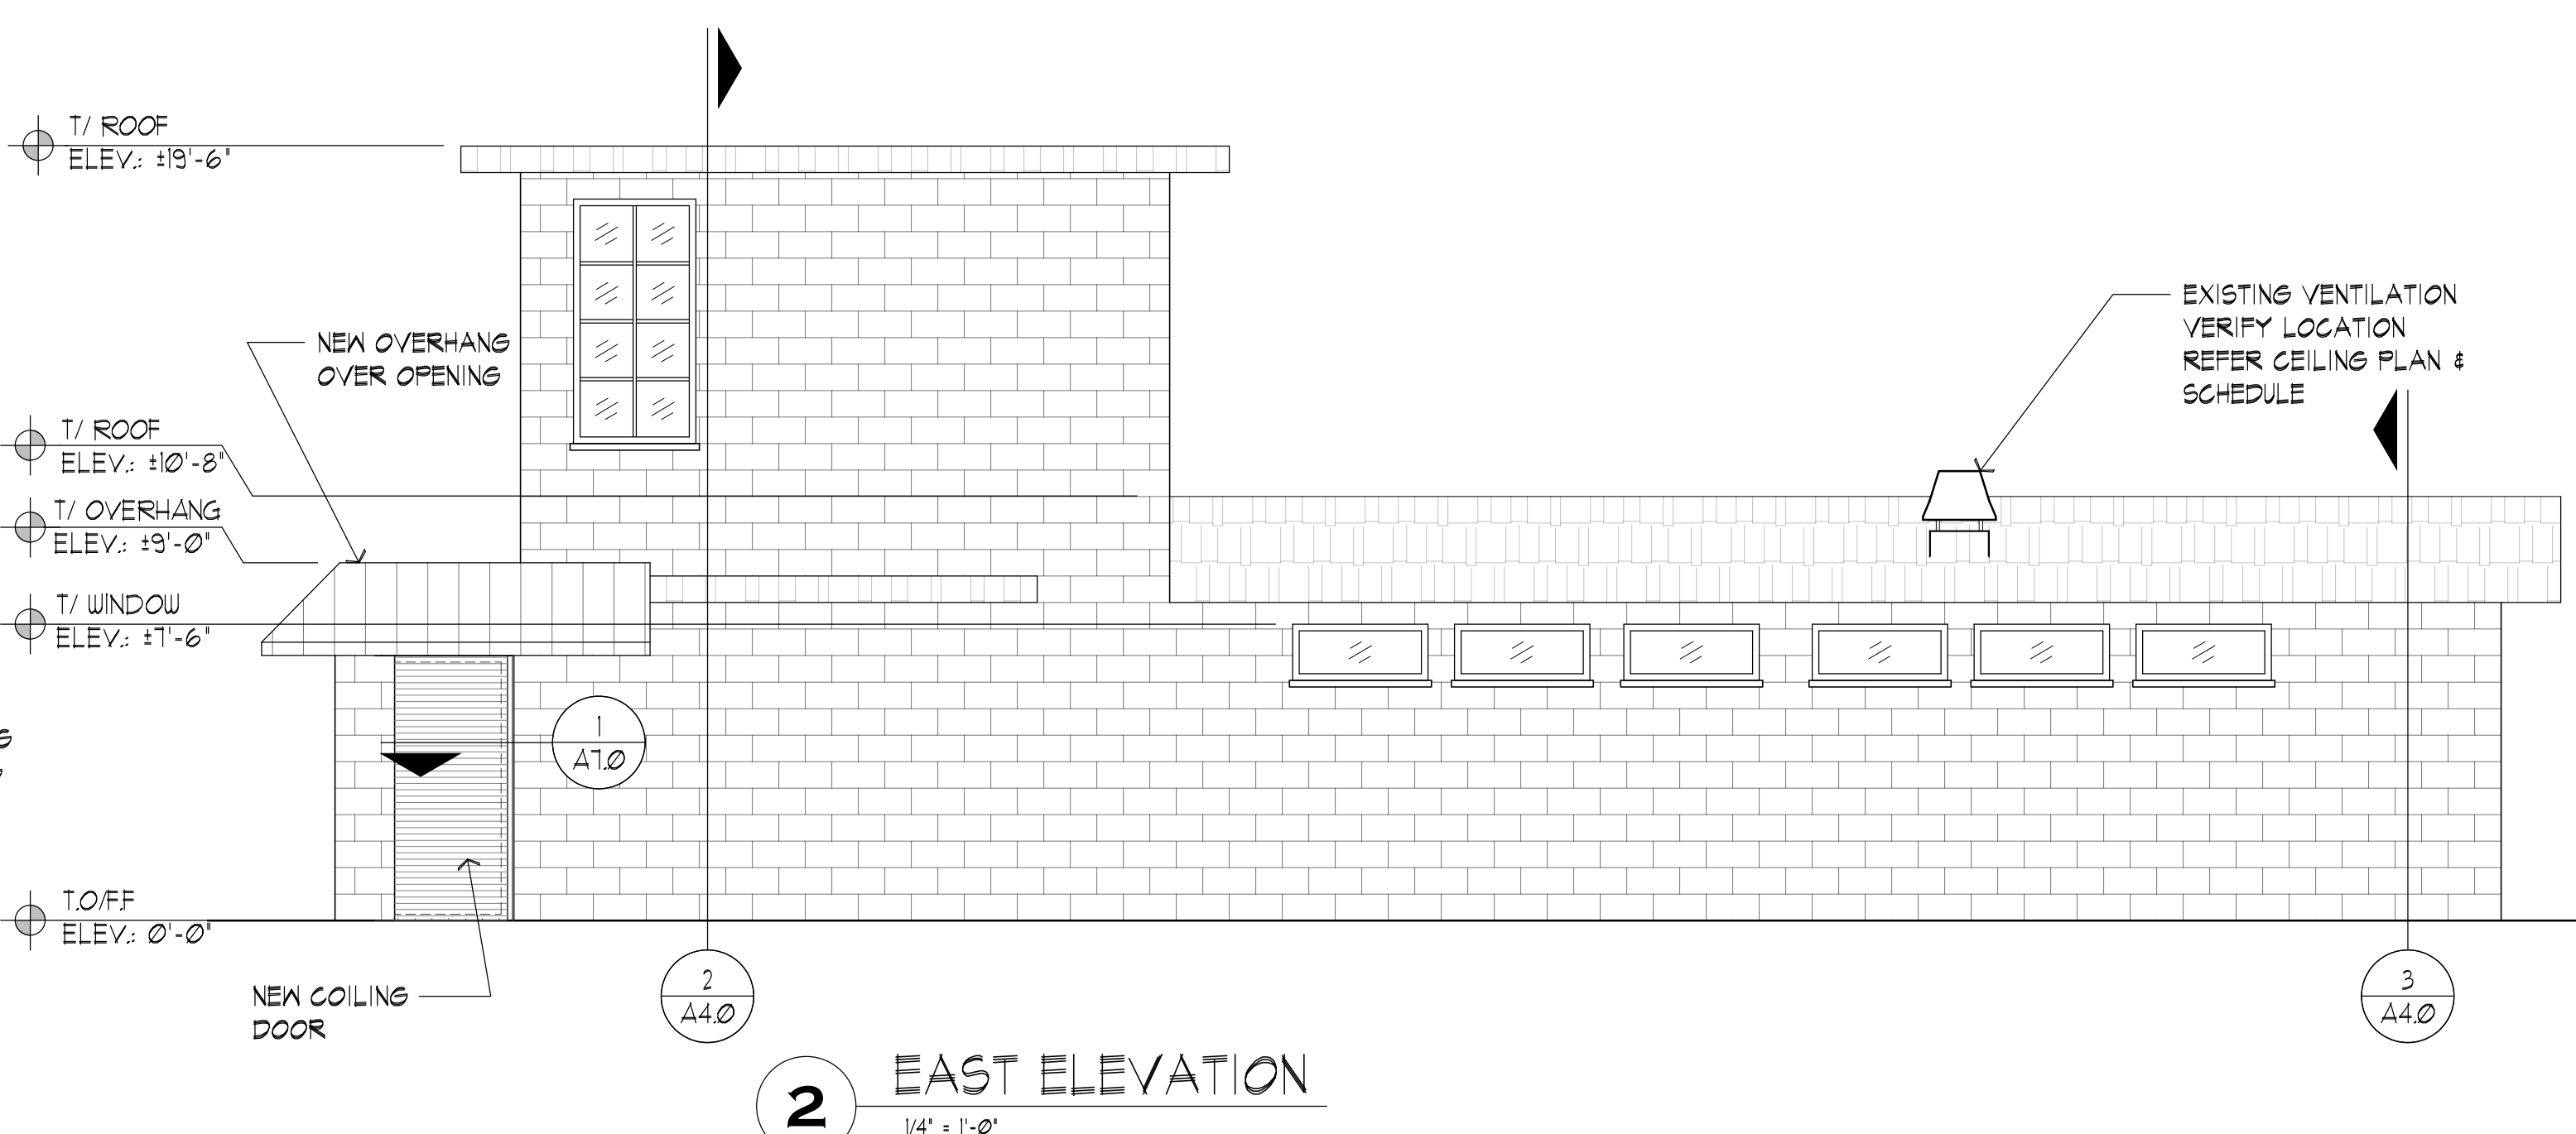 T/ ROOF
ELEV.: ±19'-6"
NEW OVERHANG
OVER OPENING
EXISTING VENTILATION
VERIFY LOCATION
REFER CEILING PLAN &
SCHEDULE
T/ ROOF
ELEV.: ±10'-8"
T/ OVERHANG
ELEV.: ±9'-0"
T/ WINDOW
ELEV.: ±7'-6"
1
A7.0
T.O/F.F
ELEV.: 0'-0"
NEW COILING
DOOR
2
A4.0
3
A4.0
2
EAST ELEVATION
1/4" = 1'-0"